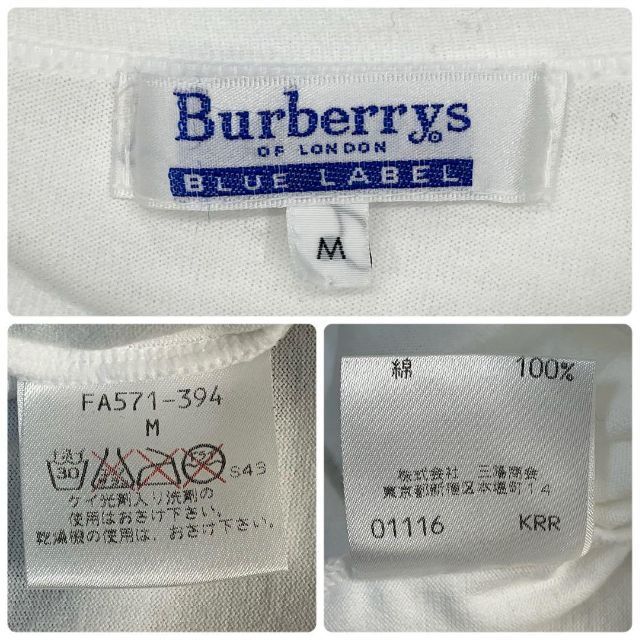 Burberrys
OF LONDON
BLUE LABEL
M
FA571-394
M
30
S43
ケイ光剤入り洗剤の
使用はおさけ下さい。
乾燥機の使用は、おさけ下さい。
綿 100%
株式会社 三陽商会
東京都新宿区本塩町14
01116 KRR